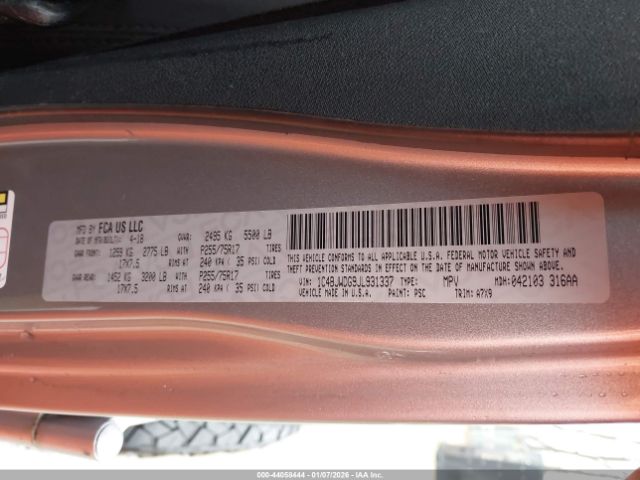 MFD BY FCA US LLC
DATE OF MFR 4-18 GVWR: 2495 KG 5500 LB
GAWR FRONT: 1259 KG 2775 LB WITH P255/75R17 TIRES
17X7.5 RIMS AT 240 KPA ( 35 PSI) COLD
GAWR REAR: 1452 KG 3200 LB WITH P255/75R17 TIRES
17X7.5 RIMS AT 240 KPA ( 35 PSI) COLD
THIS VEHICLE CONFORMS TO ALL APPLICABLE U.S.A. FEDERAL MOTOR VEHICLE SAFETY AND
THEFT PREVENTION STANDARDS IN EFFECT ON THE DATE OF MANUFACTURE SHOWN ABOVE.
VIN: 1C4BJWDG9JL931337 TYPE: MPV MDH: 042103 316AA
VEHICLE MADE IN U.S.A. PAINT: PSC TRIM: A7X9
000-44058444 - 01/07/2026 - IAA Inc.